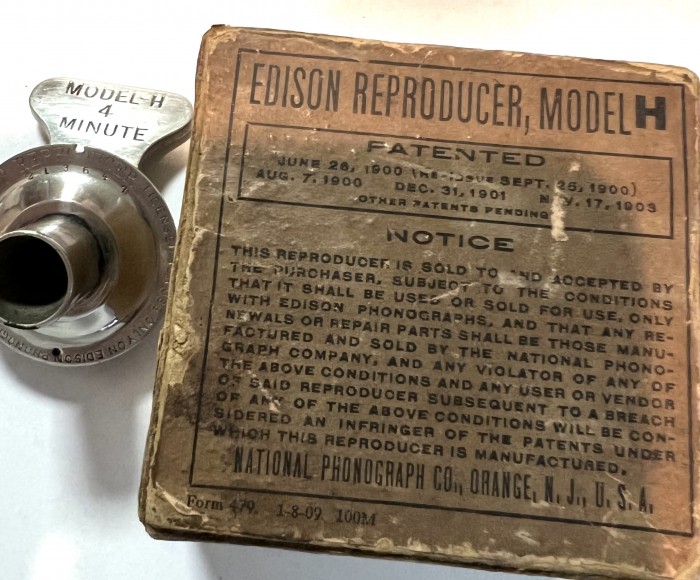 MODEL-H
4
MINUTE
EDISON REPRODUCER, MODEL H
PATENTED
JUNE 26, 1900 (RE-ISSUE SEPT. 25, 1900)
AUG. 7, 1900 DEC. 31, 1901 NOV. 17, 1903
OTHER PATENTS PENDING
NOTICE
THIS REPRODUCER IS SOLD TO AND ACCEPTED BY
THE PURCHASER, SUBJECT TO THE CONDITIONS
THAT IT SHALL BE USED OR SOLD FOR USE, ONLY
WITH EDISON PHONOGRAPHS, AND THAT ANY RE-
NEWALS OR REPAIR PARTS SHALL BE THOSE MANU-
FACTURED AND SOLD BY THE NATIONAL PHONO-
GRAPH COMPANY, AND ANY VIOLATOR OF ANY OF
THE ABOVE CONDITIONS AND ANY USER OR VENDOR
OF SAID REPRODUCER SUBSEQUENT TO A BREACH
OF ANY OF THE ABOVE CONDITIONS WILL BE CON-
SIDERED AN INFRINGER OF THE PATENTS UNDER
WHICH THIS REPRODUCER IS MANUFACTURED.
NATIONAL PHONOGRAPH CO., ORANGE, N. J., U. S. A.
Form 479. 1-8-09 100M